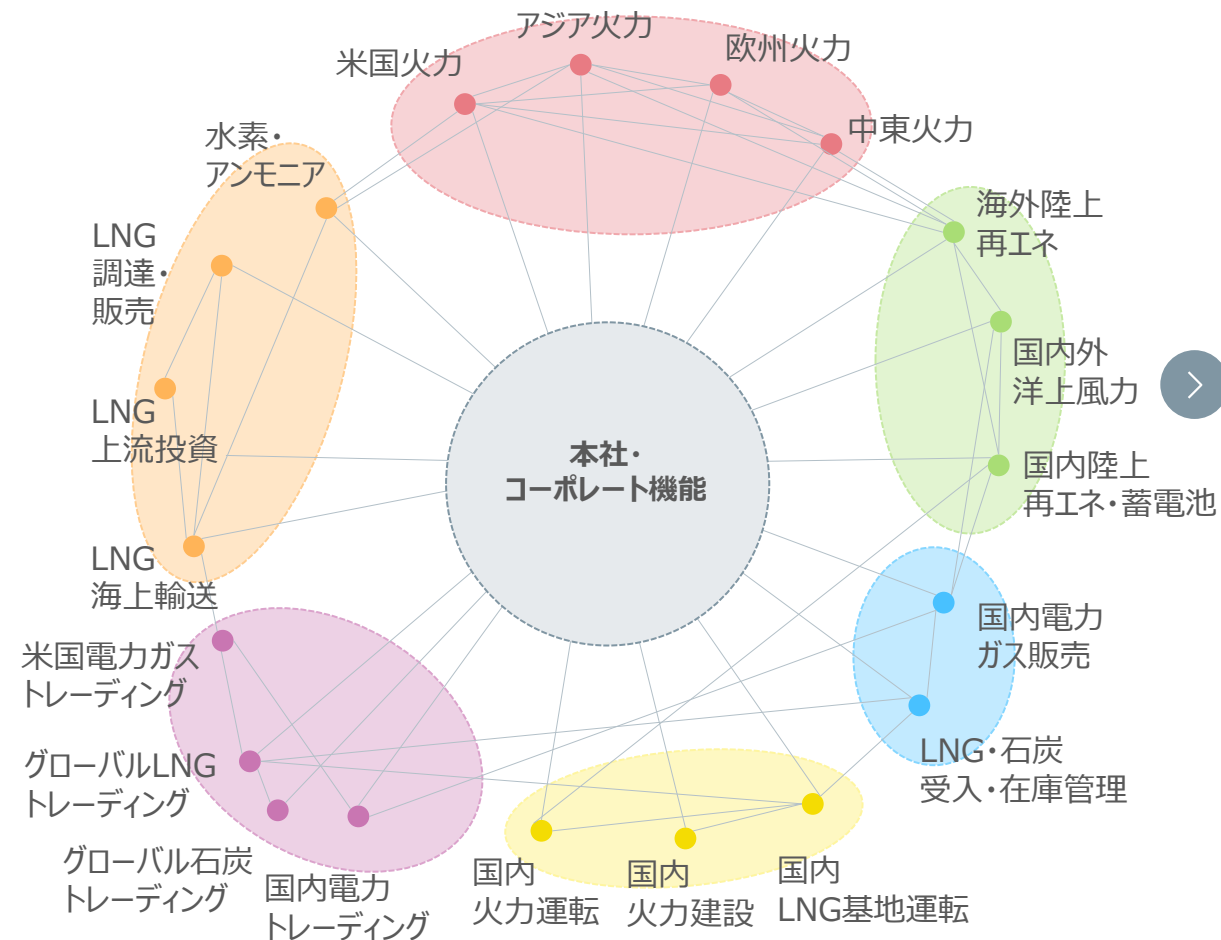 アジア火力
米国火力
欧州火力
中東火力
水素・
アンモニア
LNG
調達・
販売
LNG
上流投資
LNG
海上輸送
海外陸上
再エネ
国内外
洋上風力
国内陸上
再エネ・蓄電池
本社・
コーポレート機能
国内電力
ガス販売
LNG・石炭
受入・在庫管理
米国電力ガス
トレーディング
グローバルLNG
トレーディング
グローバル石炭
トレーディング
国内電力
トレーディング
国内
火力運転
国内
火力建設
国内
LNG基地運転